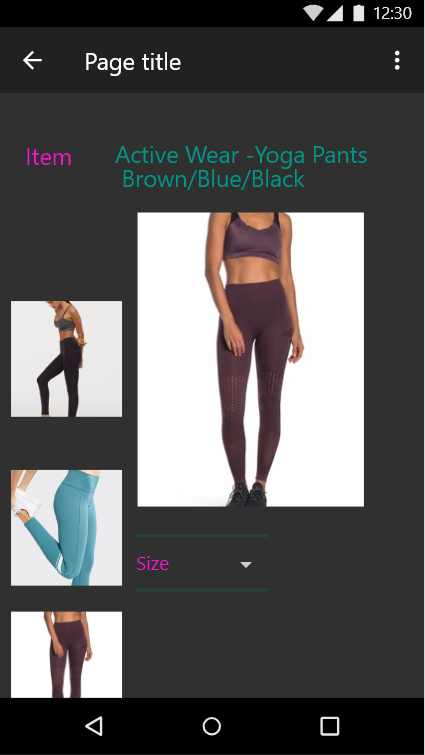 12:30
Page title
Item
Active Wear -Yoga Pants
Brown/Blue/Black
Size